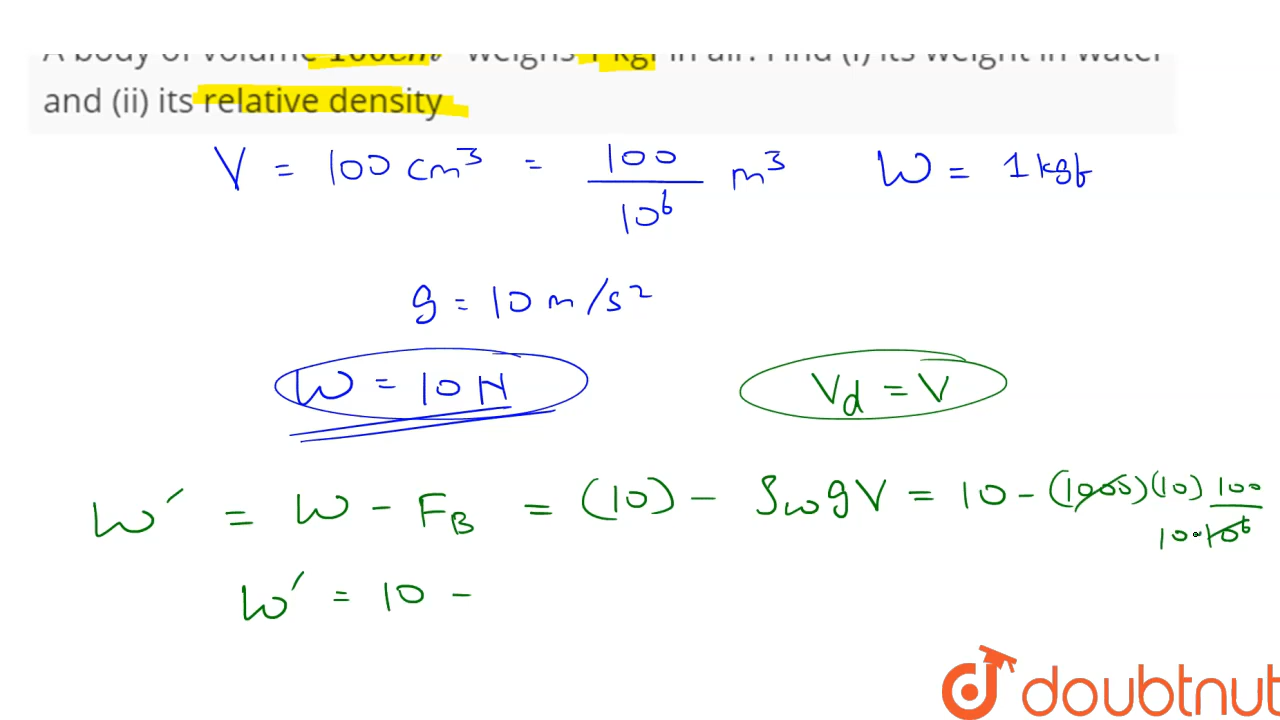 A body of volume 100cm³ weighs 1 kgf in air. Find (i) its weight in water
and (ii) its relative density
V = 100 cm³ = 100/10⁶ m³ W = 1 kgf
g = 10 m/s²
W = 10 N V_d = V
W′ = W - F_B = (10) - ρ_w g V = 10 - (1000)(10) 100/10⁶
10
W′ = 10 -
doubtnut